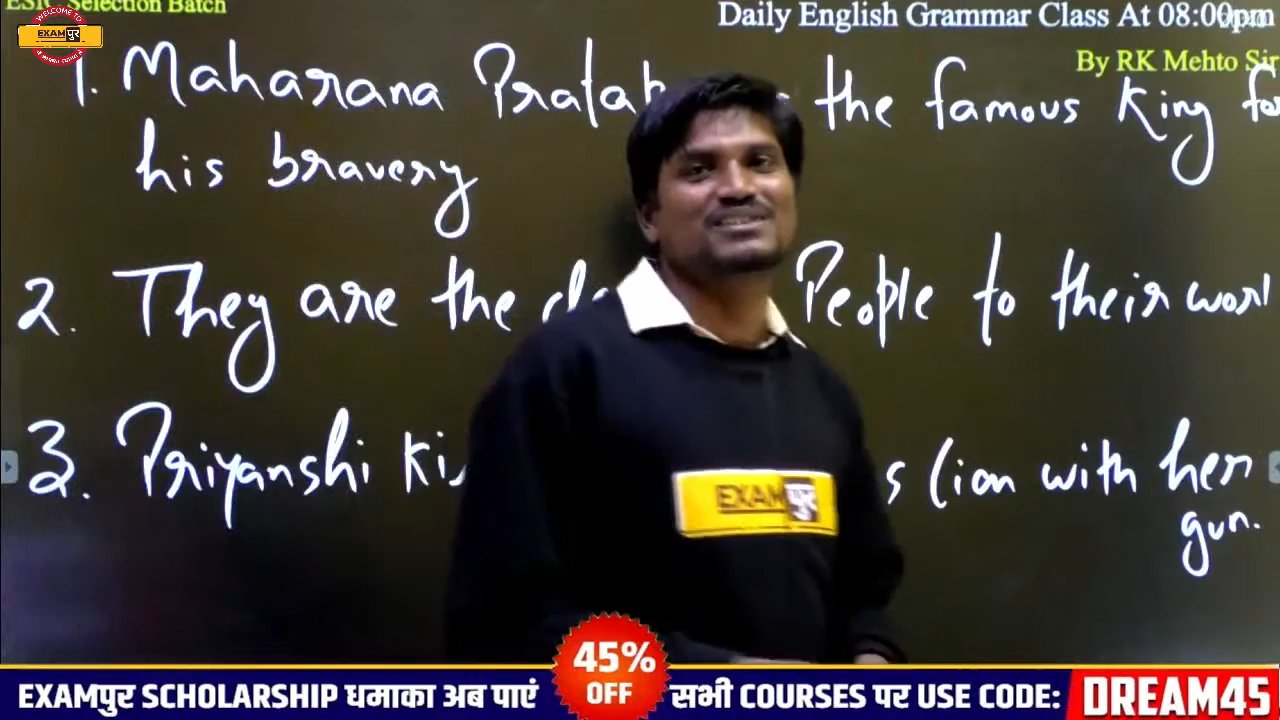 ESIC Selection Batch
Daily English Grammar Class At 08:00pm
WELCOME TO
EXAMपुर
By RK Mehto Sir
1. Maharana Pratap the famous King for
his bravery
2. They are the People to their
3. Priyanshi lion with her
gun.
EXAMपुर
45%
OFF
EXAMपुर SCHOLARSHIP धमाका अब पाएं
सभी COURSES पर USE CODE:
DREAM45